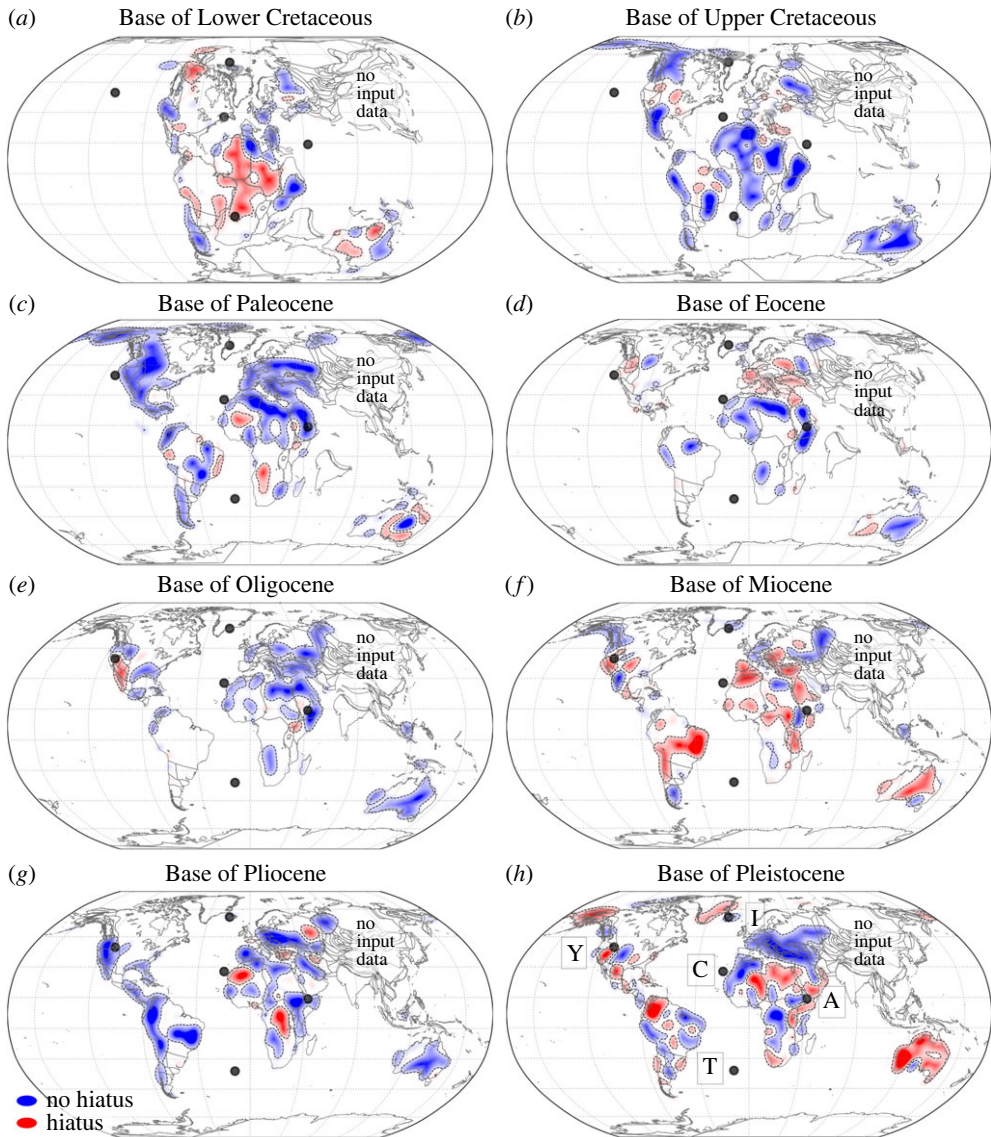 (a) Base of Lower Cretaceous
(b) Base of Upper Cretaceous
no
input
data
no
input
data
(c) Base of Paleocene
(d) Base of Eocene
no
input
data
no
input
data
(e) Base of Oligocene
(f) Base of Miocene
no
input
data
no
input
data
(g) Base of Pliocene
(h) Base of Pleistocene
no
input
data
no hiatus
hiatus
I
no
input
data
Y
C
A
T